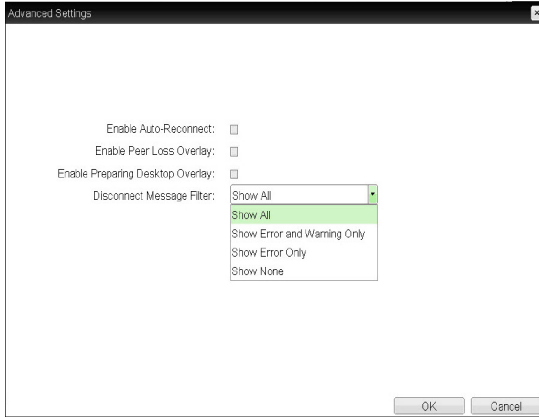 Advanced Settings
Enable Auto-Reconnect:
Enable Peer Loss Overlay:
Enable Preparing Desktop Overlay:
Disconnect Message Filter: Show All
Show All
Show Error and Warning Only
Show Error Only
Show None
OK Cancel